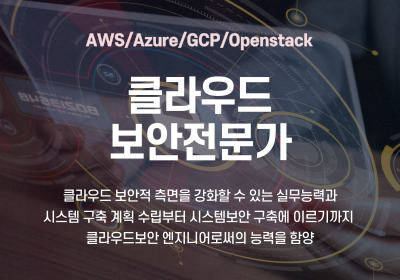 AWS/Azure/GCP/Openstack
클라우드
보안전문가
클라우드 보안적 측면을 강화할 수 있는 실무능력과
시스템 구축 계획 수립부터 시스템보안 구축에 이르기까지
클라우드보안 엔지니어로써의 능력을 함양